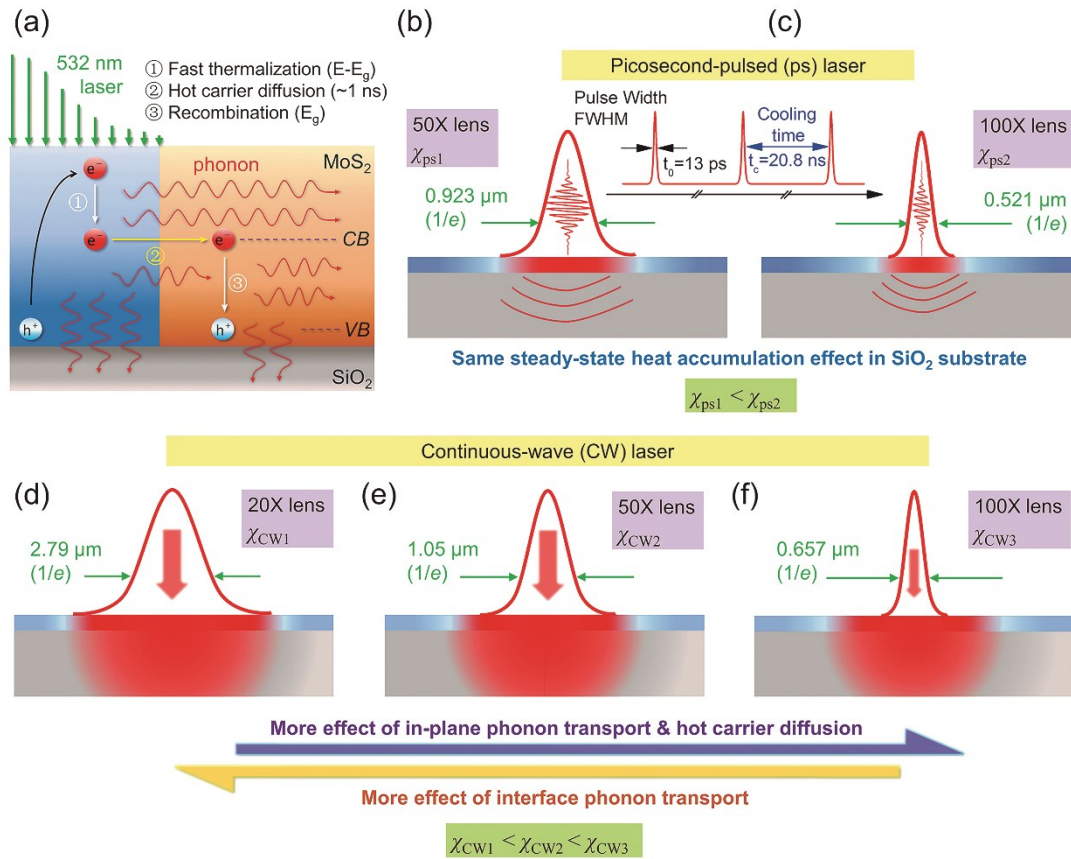 (a)
532 nm
laser
① Fast thermalization (E-E₉)
② Hot carrier diffusion (~1 ns)
③ Recombination (E₉)
phonon
MoS₂
e⁻
①
e⁻
②
e⁻
CB
③
h⁺
h⁺
VB
SiO₂
(b)
(c)
Picosecond-pulsed (ps) laser
50X lens
χps1
Pulse Width
FWHM
t₀=13 ps
Cooling
time
t_c=20.8 ns
100X lens
χps2
0.923 µm
(1/e)
0.521 µm
(1/e)
Same steady-state heat accumulation effect in SiO₂ substrate
χps1 < χps2
Continuous-wave (CW) laser
(d)
20X lens
χCW1
2.79 µm
(1/e)
(e)
50X lens
χCW2
1.05 µm
(1/e)
(f)
100X lens
χCW3
0.657 µm
(1/e)
More effect of in-plane phonon transport & hot carrier diffusion
More effect of interface phonon transport
χCW1 < χCW2 < χCW3